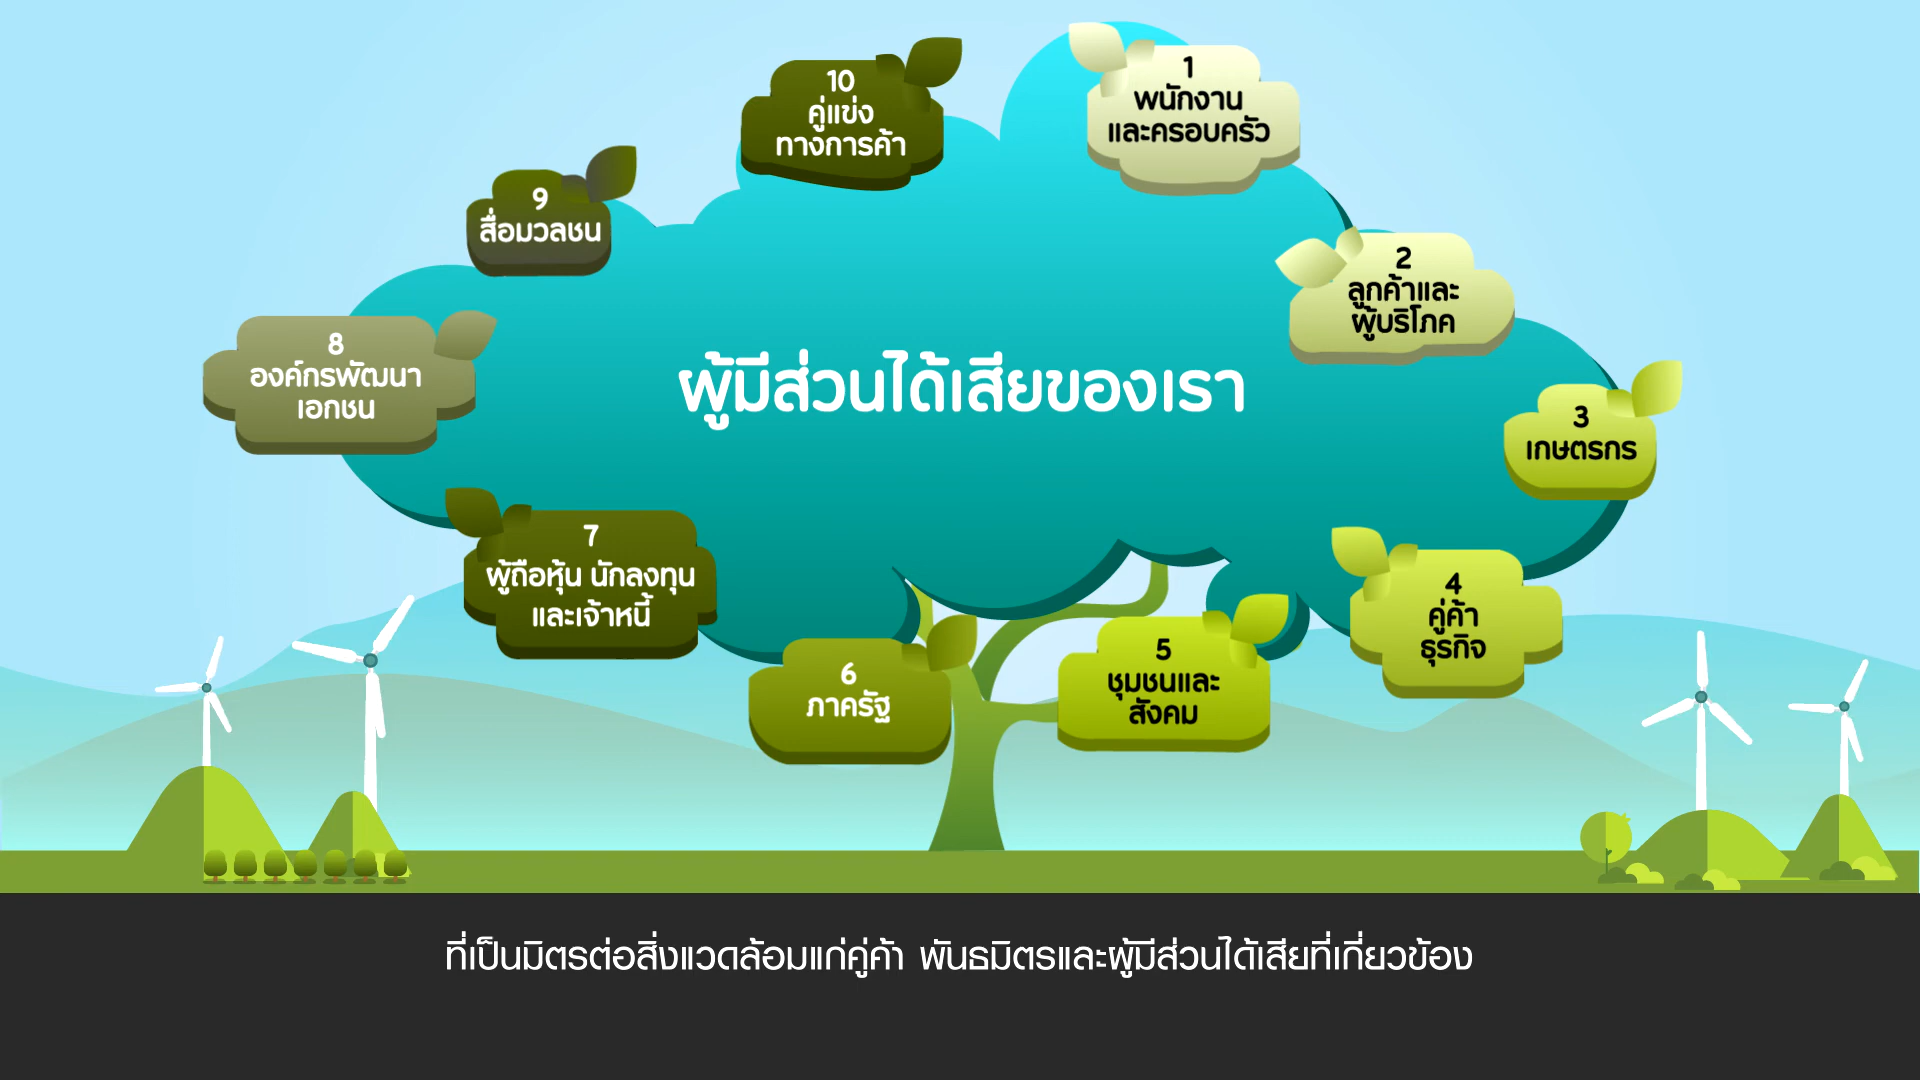 ผู้มีส่วนได้เสียของเรา
1
พนักงาน
และครอบครัว
2
ลูกค้าและ
ผู้บริโภค
3
เกษตรกร
4
คู่ค้า
ธุรกิจ
5
ชุมชนและ
สังคม
6
ภาครัฐ
7
ผู้ถือหุ้น นักลงทุน
และเจ้าหนี้
8
องค์กรพัฒนา
เอกชน
9
สื่อมวลชน
10
คู่แข่ง
ทางการค้า
ที่เป็นมิตรต่อสิ่งแวดล้อมแก่คู่ค้า พันธมิตรและผู้มีส่วนได้เสียที่เกี่ยวข้อง